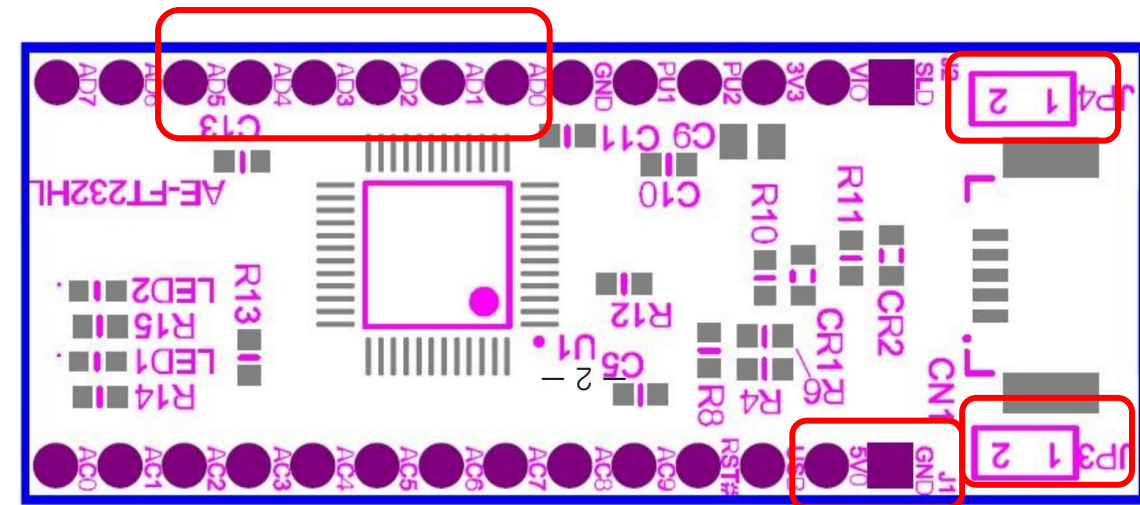 AD7 AD6 AD5 AD4 AD3 AD2 AD1 AD0 GND PU1 PU2 3V3 VIO SLD J2
2 1 JP4
C13 C11 C9
C10
AE-FT232HL
R10 R11
LED2 R13
R15
R12
LED1 U1 CR1 CR2
C5
– 2 –
R14 R8 R4 R6 CN1
AC0 AC1 AC2 AC3 AC4 AC5 AC6 AC7 AC8 AC9 RST# USB 5V0 GND J1
2 1 JP3